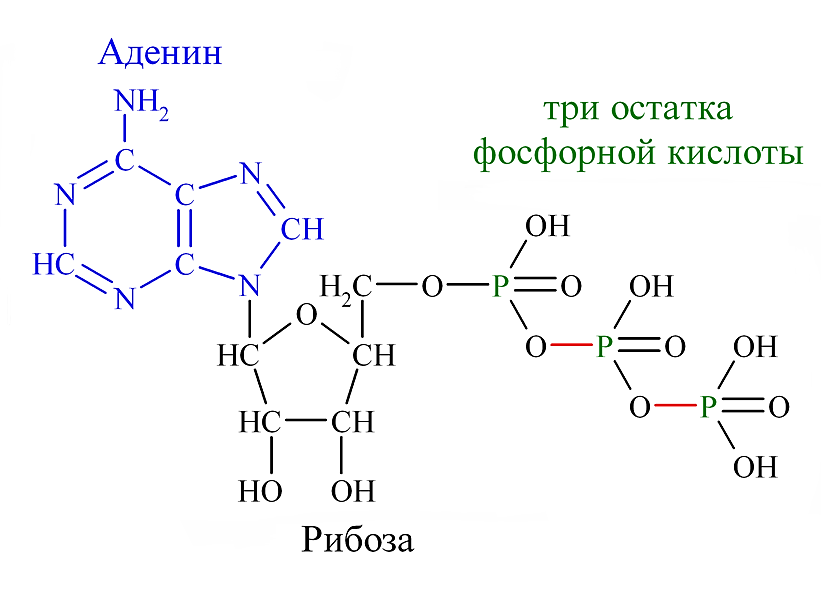 Аденин
NH2
три остатка
фосфорной кислоты
C
N
C
N
CH
OH
HC
C
N
N
H2C
O
P
O
OH
O
HC
CH
O
P
O
OH
O
P
O
HC
CH
OH
HO
OH
Рибоза